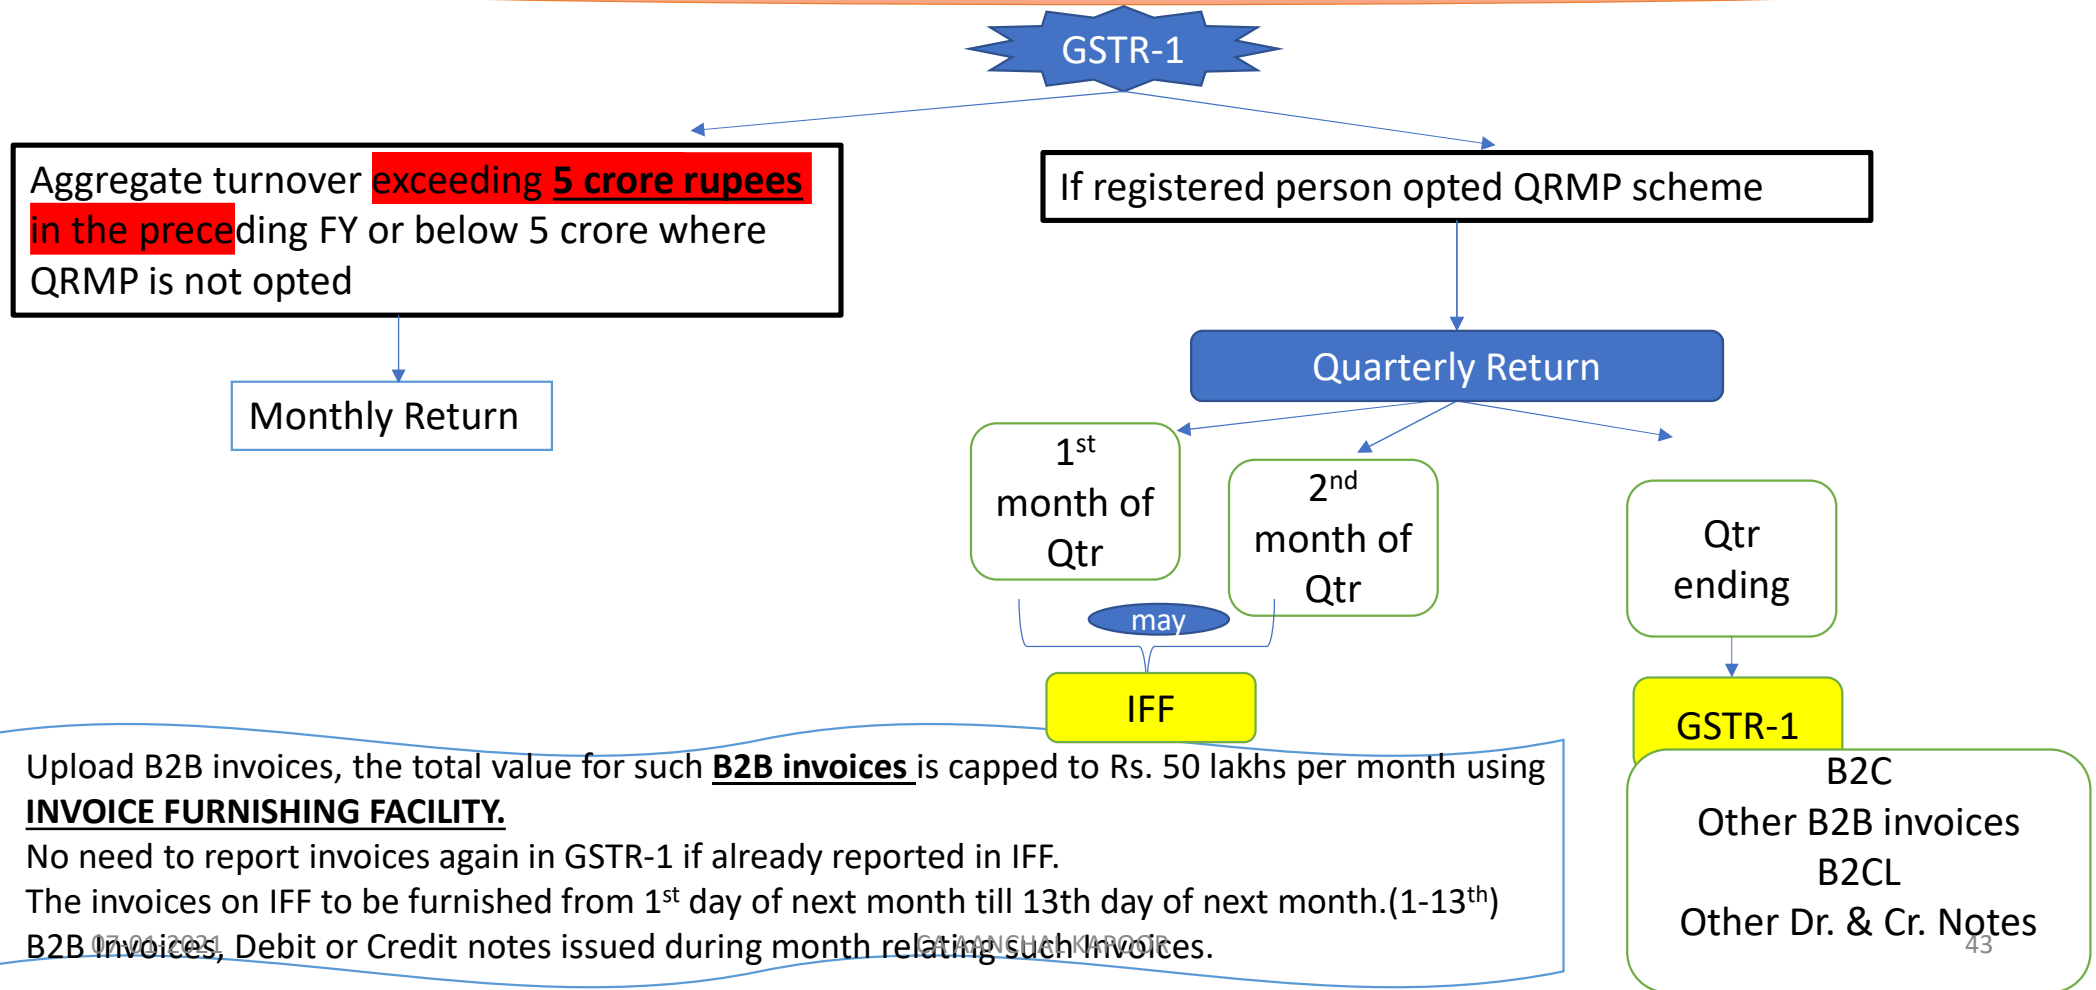 GSTR-1
Aggregate turnover exceeding 5 crore rupees
in the preceding FY or below 5 crore where
QRMP is not opted
Monthly Return
If registered person opted QRMP scheme
Quarterly Return
1st
month of
Qtr
2nd
month of
Qtr
Qtr
ending
may
IFF
GSTR-1
Upload B2B invoices, the total value for such B2B invoices is capped to Rs. 50 lakhs per month using
INVOICE FURNISHING FACILITY.
No need to report invoices again in GSTR-1 if already reported in IFF.
The invoices on IFF to be furnished from 1st day of next month till 13th day of next month.(1-13th)
B2B Invoices, Debit or Credit notes issued during month relating such Invoices.
B2C
Other B2B invoices
B2CL
Other Dr. & Cr. Notes
07-01-2021
CA AANCHAL KAPOOR
43